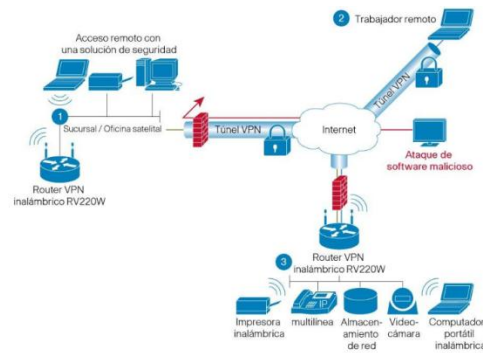 Acceso remoto con
una solución de seguridad
2 Trabajador remoto
Túnel VPN
1
Sucursal / Oficina satelital
Túnel VPN
Internet
Ataque de
software malicioso
Router VPN
inalámbrico RV220W
Router VPN
inalámbrico RV220W
3
IP
Impresora
inalámbrica
multilínea
Almacen-
amiento
de red
Video-
cámara
Computador
portátil
inalámbrica